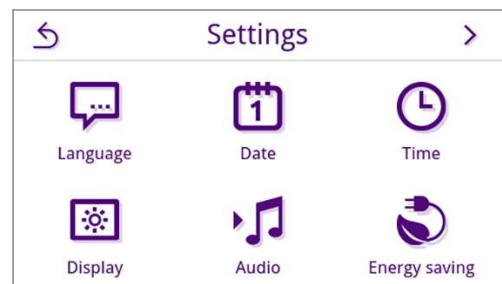 Settings
1
Language
Date
Time
Display
Audio
Energy saving